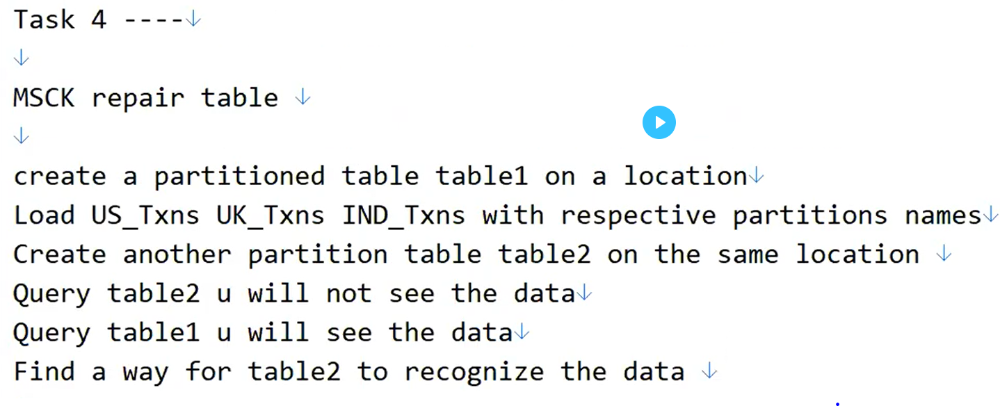 Task 4 ----↓
↓
MSCK repair table ↓
↓
create a partitioned table table1 on a location↓
Load US_Txns UK_Txns IND_Txns with respective partitions names↓
Create another partition table table2 on the same location ↓
Query table2 u will not see the data↓
Query table1 u will see the data↓
Find a way for table2 to recognize the data ↓